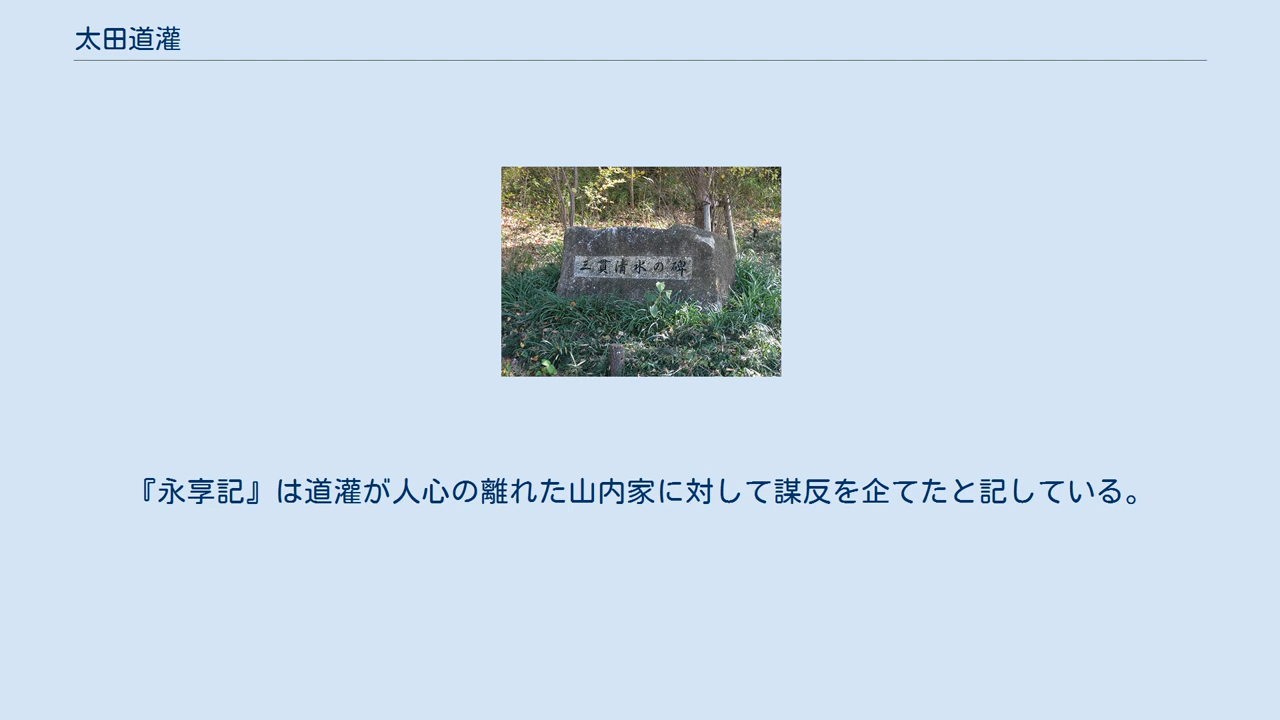 太田道灌
三貫清水の碑
『永享記』は道灌が人心の離れた山内家に対して謀反を企てたと記している。